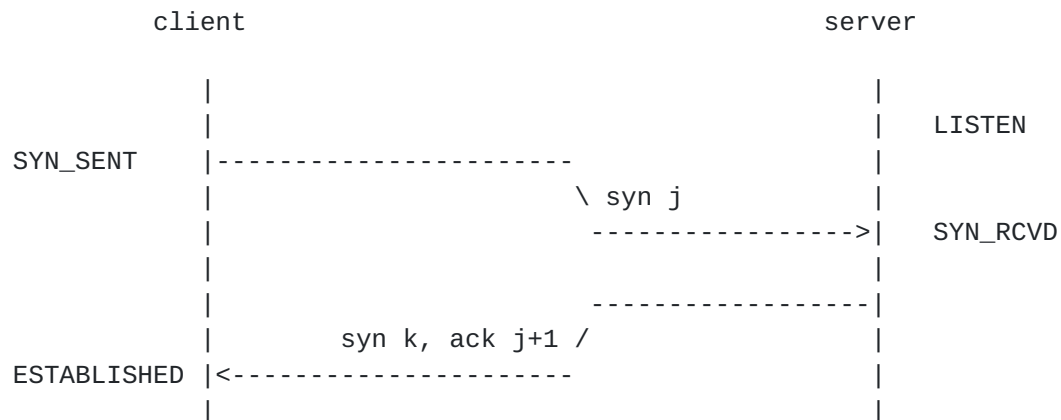 client server
LISTEN
SYN_SENT
\ syn j
SYN_RCVD
syn k, ack j+1 /
ESTABLISHED